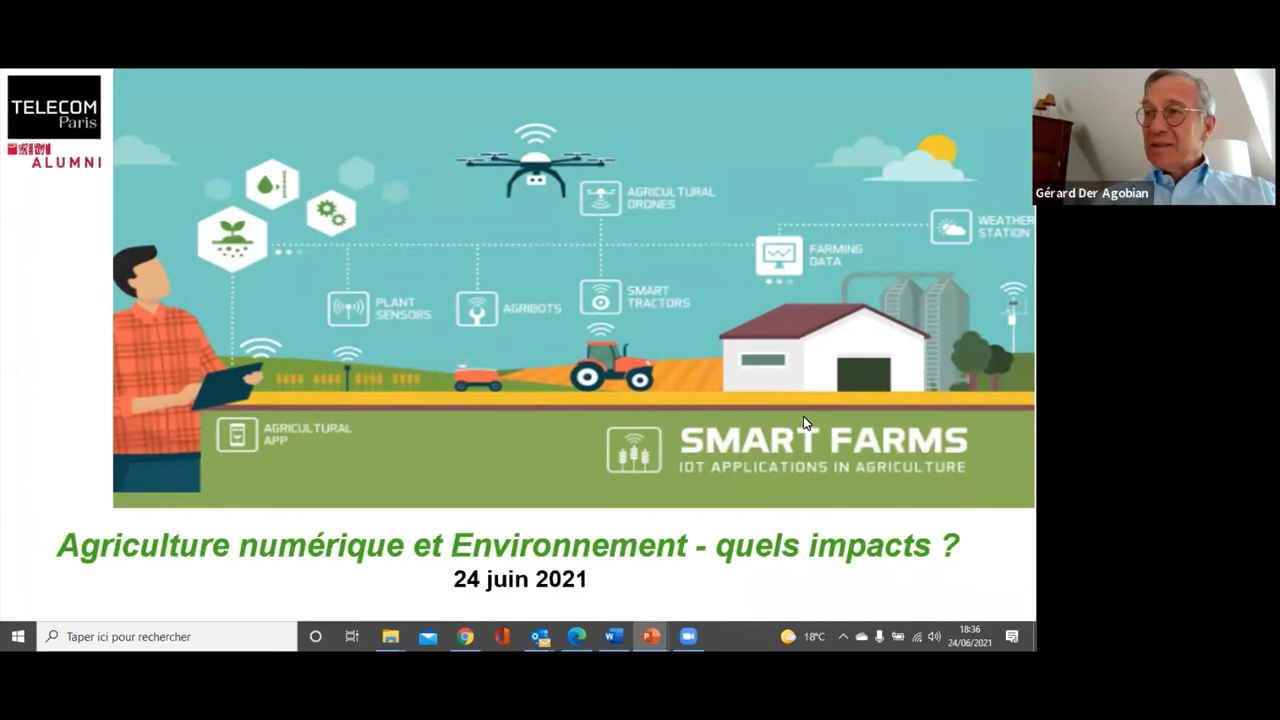 TELECOM
Paris
ALUMNI
AGRICULTURAL
DRONES
WEATHER
STATION
FARMING
DATA
PLANT
SENSORS
AGRIBOTS
SMART
TRACTORS
AGRICULTURAL
APP
SMART FARMS
IOT APPLICATIONS IN AGRICULTURE
Agriculture numérique et Environnement - quels impacts ?
24 juin 2021
Gérard Der Agobian
Taper ici pour rechercher
18°C
18:36
24/06/2021